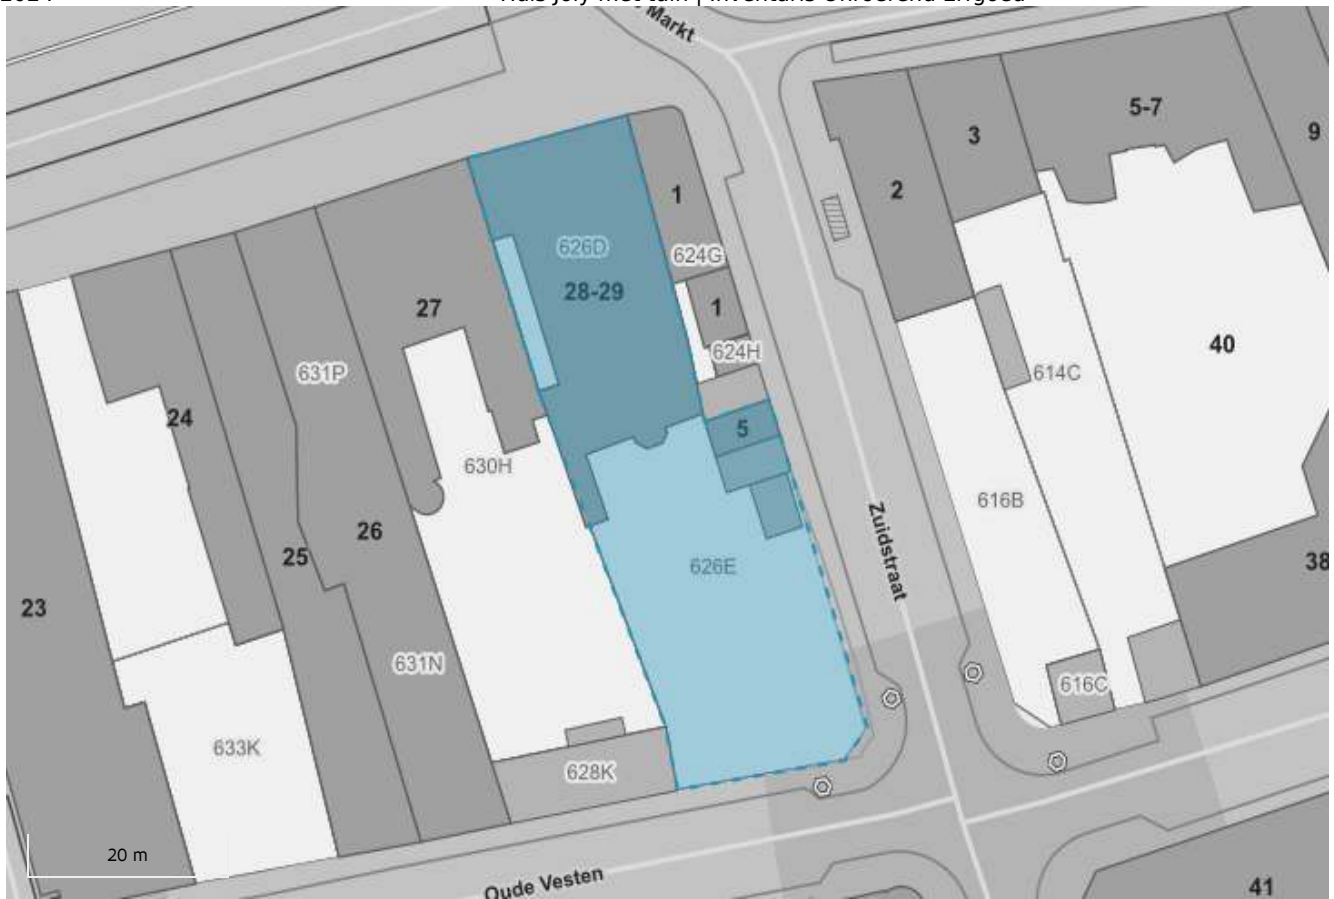 Huis Joly met tuin | Inventaris Onroerend Erfgoed
Markt
5-7
9
3
2
1
626D
624G
28-29
27
1
624H
40
631P
614C
24
5
630H
616B
26
25
Zuidstraat
626E
38
23
631N
616C
633K
628K
20 m
Oude Vesten
41